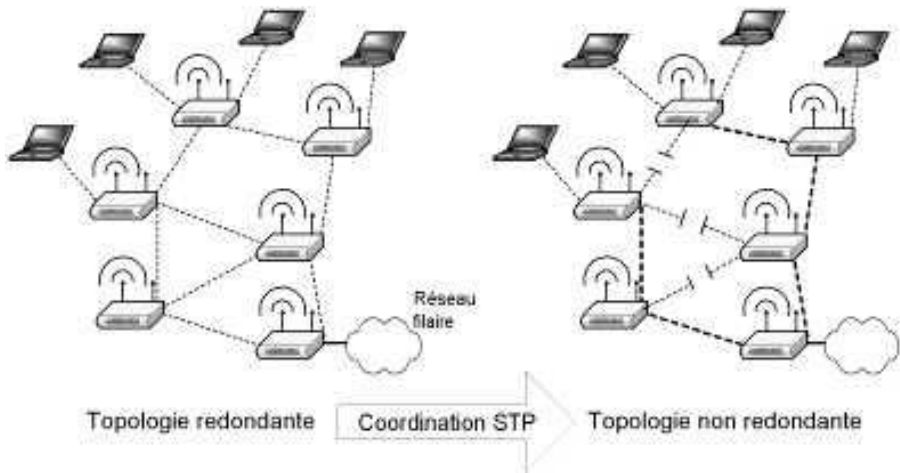 Réseau
filaire
Topologie redondante
Coordination STP
Topologie non redondante